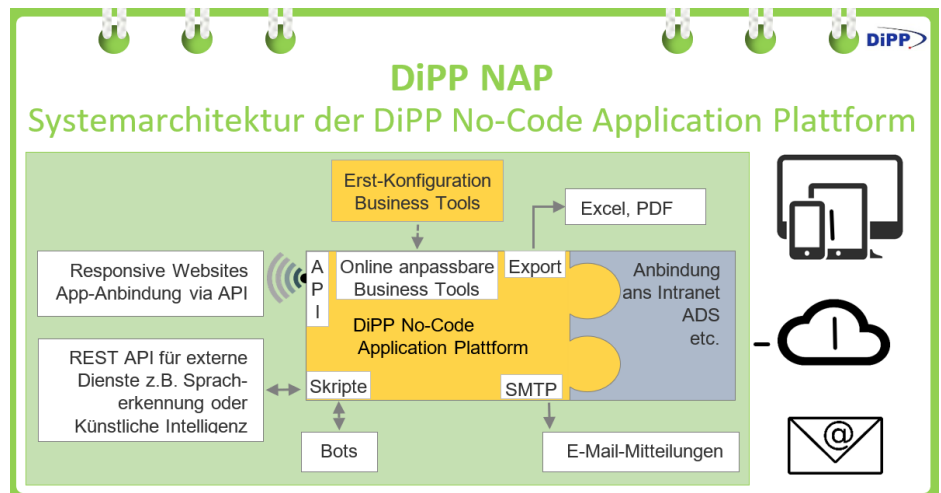 DiPP
DiPP NAP
Systemarchitektur der DiPP No-Code Application Plattform
Erst-Konfiguration
Business Tools
Excel, PDF
Responsive Websites
App-Anbindung via API
A
P
I
Online anpassbare
Business Tools
Export
Anbindung
ans Intranet
ADS
etc.
DiPP No-Code
Application Plattform
REST API für externe
Dienste z.B. Sprach-
erkennung oder
Künstliche Intelligenz
Skripte
SMTP
Bots
E-Mail-Mitteilungen
@